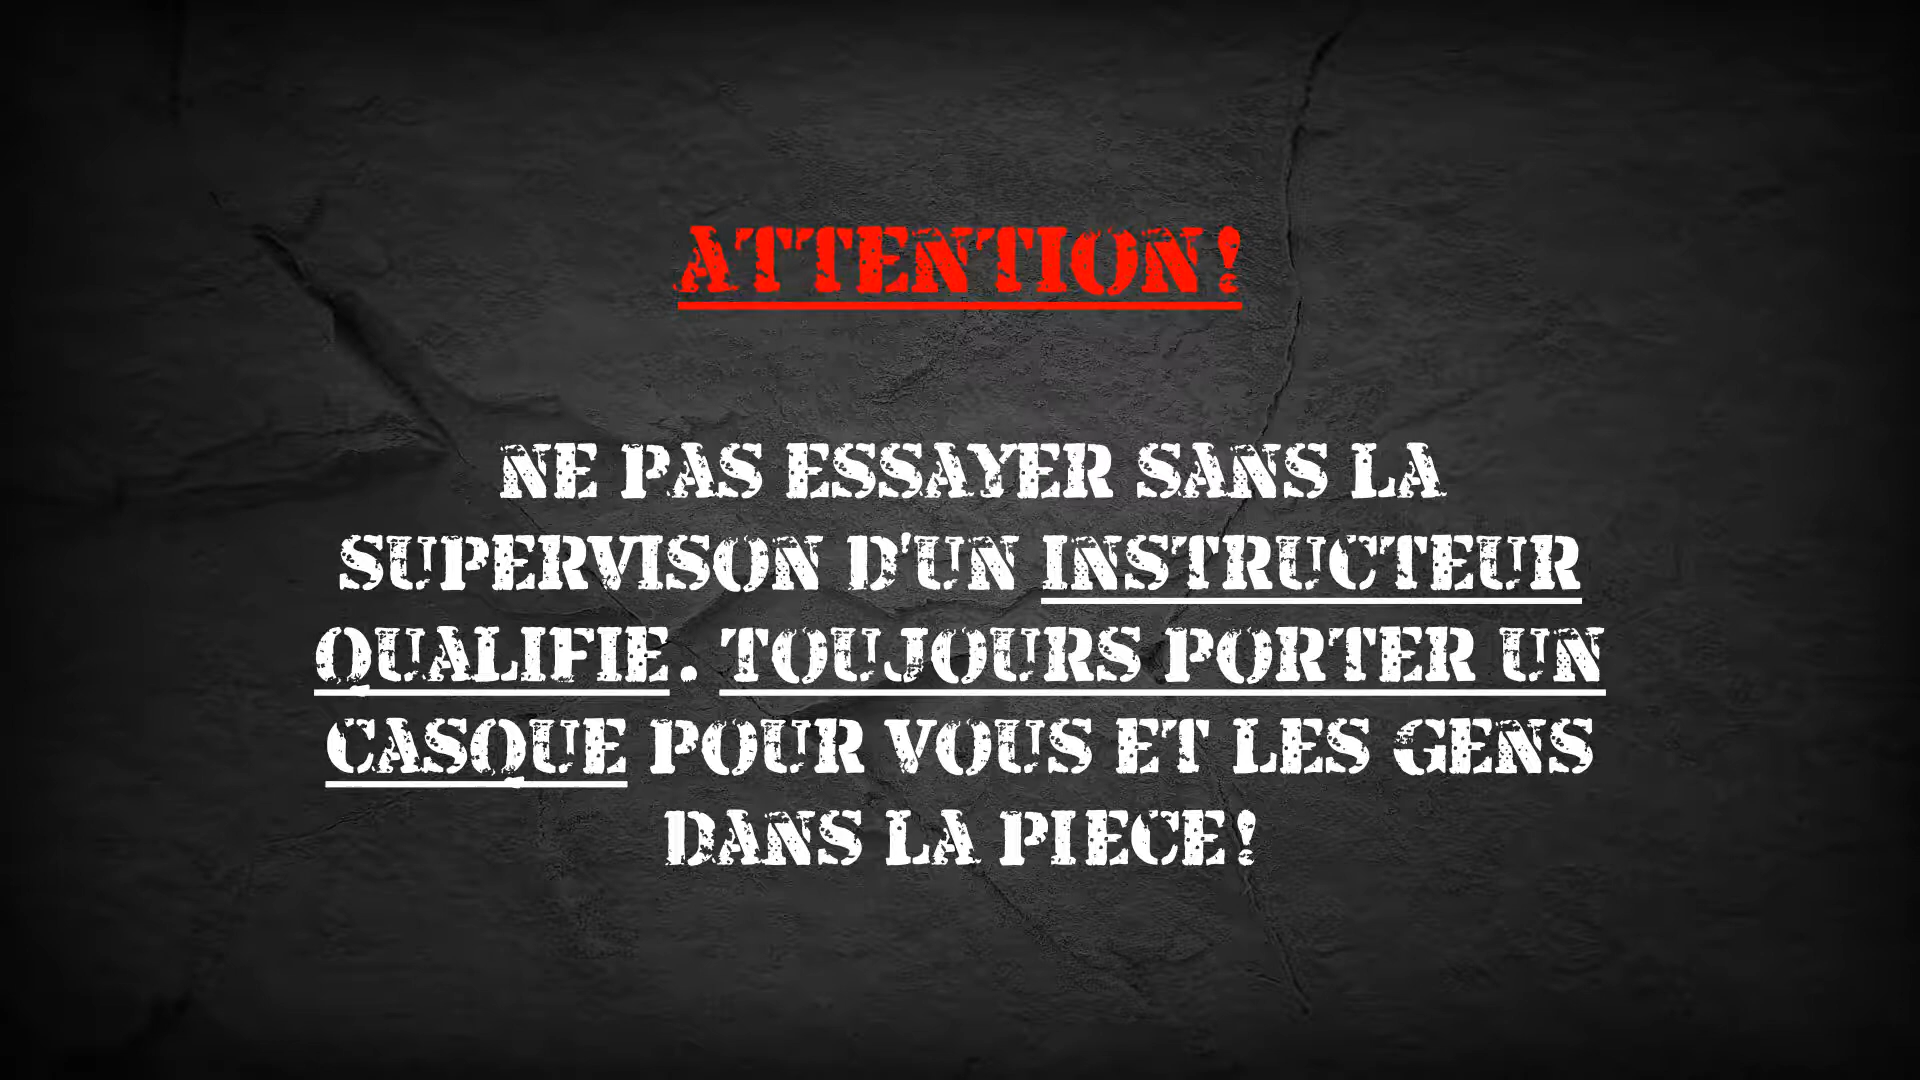 ATTENTION!
NE PAS ESSAYER SANS LA
SUPERVISON D'UN INSTRUCTEUR
QUALIFIE. TOUJOURS PORTER UN
CASQUE POUR VOUS ET LES GENS
DANS LA PIECE!